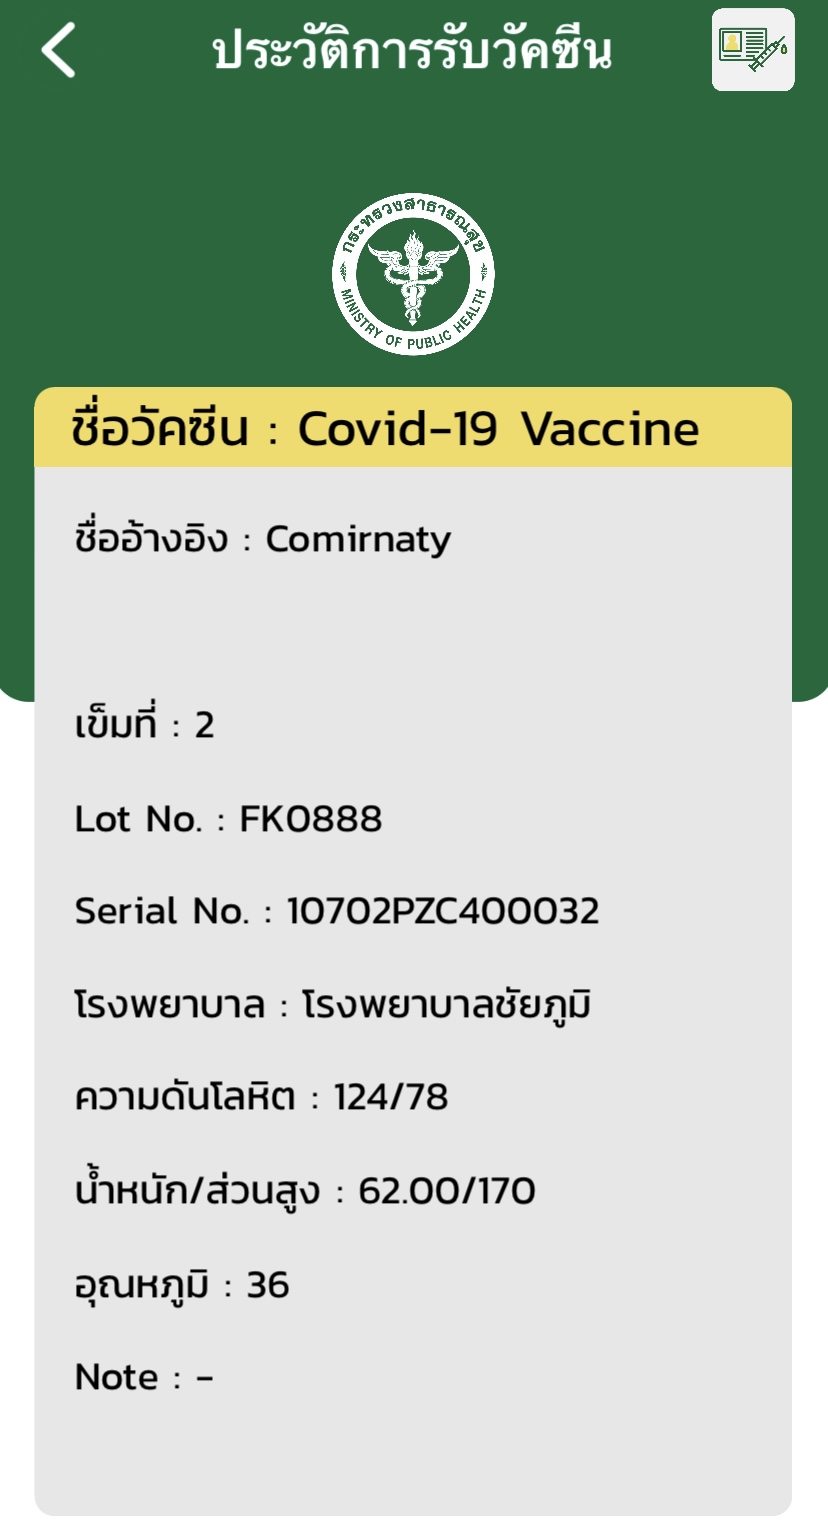 ประวัติการรับวัคซีน
กระทรวงสาธารณสุข
MINISTRY OF PUBLIC HEALTH
ชื่อวัคซีน : Covid-19 Vaccine
ชื่ออ้างอิง : Comirnaty
เข็มที่ : 2
Lot No. : FK0888
Serial No. : 10702PZC400032
โรงพยาบาล : โรงพยาบาลชัยภูมิ
ความดันโลหิต : 124/78
น้ำหนัก/ส่วนสูง : 62.00/170
อุณหภูมิ : 36
Note : -